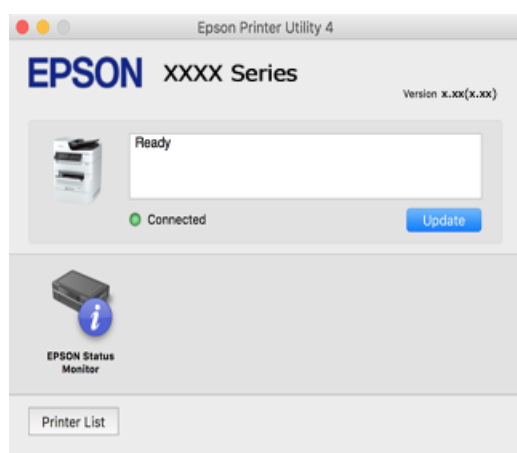 Epson Printer Utility 4
EPSON XXXX Series
Version x.xx(x.xx)
Ready
Connected
Update
i
EPSON Status
Monitor
Printer List